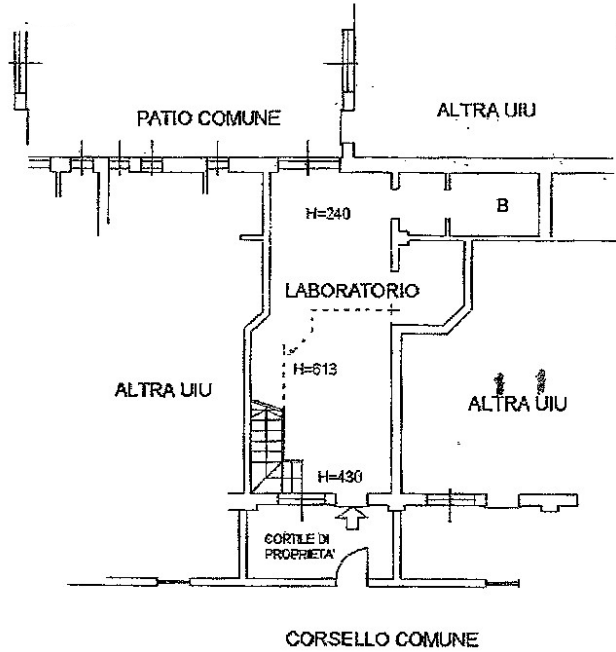 PATIO COMUNE
ALTRA UIU
H=240
B
LABORATORIO
H=613
ALTRA UIU
ALTRA UIU
H=430
CORTILE DI
PROPRIETA'
CORSELLO COMUNE